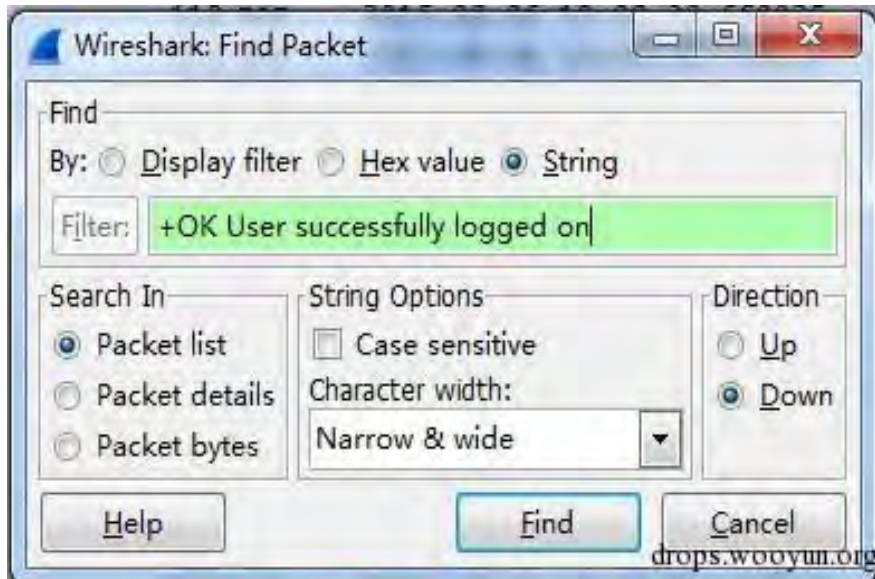 Wireshark: Find Packet
Find
By: Display filter Hex value String
Filter: +OK User successfully logged on
Search In
Packet list
Packet details
Packet bytes
String Options
Case sensitive
Character width:
Narrow & wide
Direction
Up
Down
Help Find Cancel
drops.wooyun.org